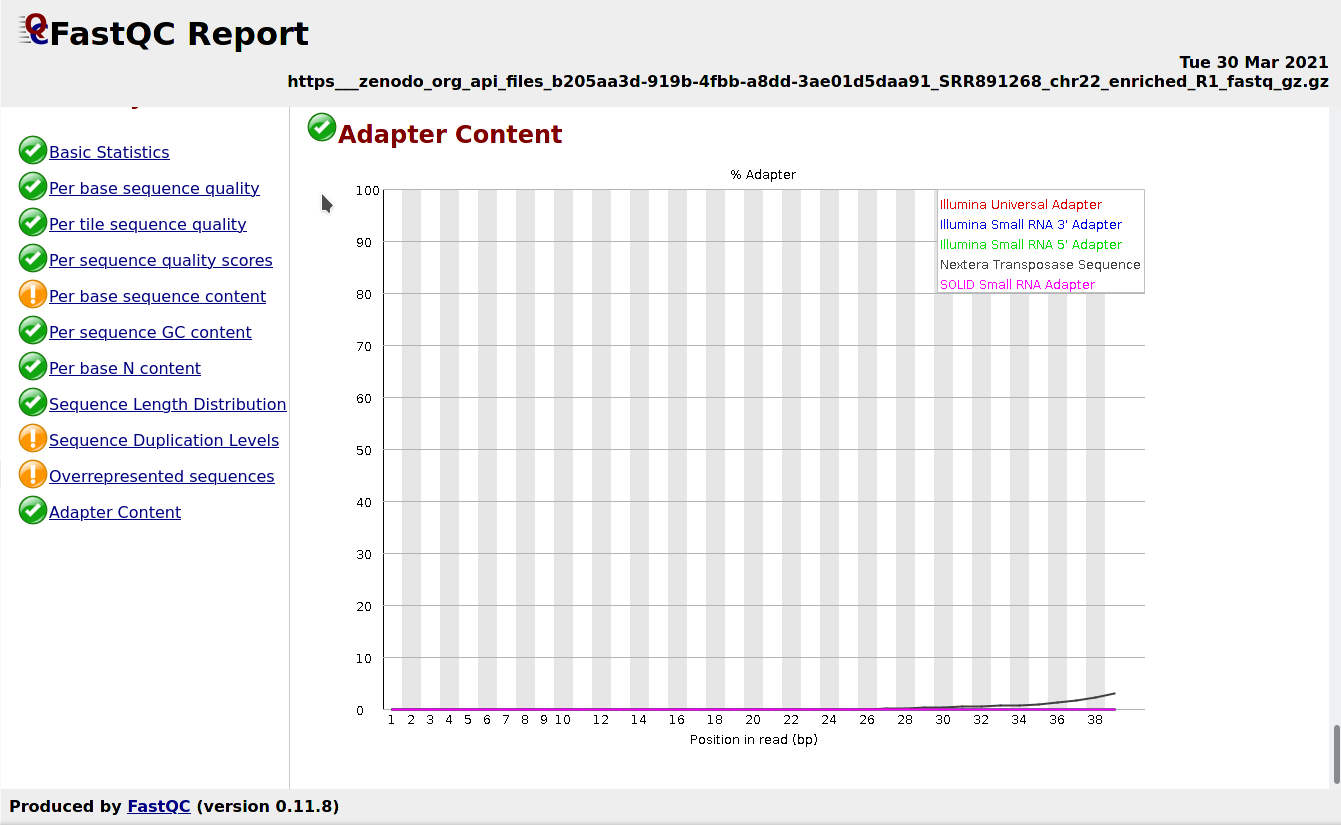 FastQC Report
Tue 30 Mar 2021
https___zenodo_org_api_files_b205aa3d-919b-4fbb-a8dd-3ae01d5daa91_SRR891268_chr22_enriched_R1_fastq_gz.gz
Basic Statistics
Per base sequence quality
Per tile sequence quality
Per sequence quality scores
Per base sequence content
Per sequence GC content
Per base N content
Sequence Length Distribution
Sequence Duplication Levels
Overrepresented sequences
Adapter Content
Adapter Content
% Adapter
100
90
80
70
60
50
40
30
20
10
0
Illumina Universal Adapter
Illumina Small RNA 3' Adapter
Illumina Small RNA 5' Adapter
Nextera Transposase Sequence
SOLID Small RNA Adapter
1 2 3 4 5 6 7 8 9 10 12 14 16 18 20 22 24 26 28 30 32 34 36 38
Position in read (bp)
Produced by FastQC (version 0.11.8)